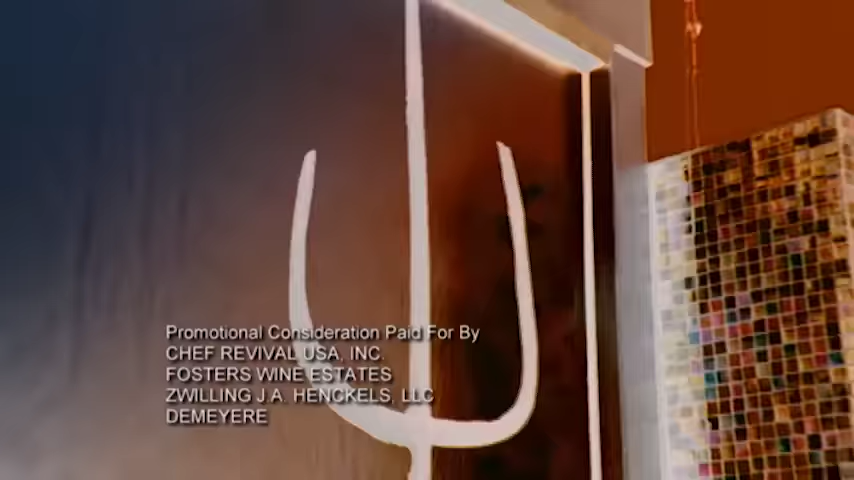 Promotional Consideration Paid For By
CHEF REVIVAL USA, INC.
FOSTERS WINE ESTATES
ZWILLING J.A. HENCKELS, LLC
DEMEYERE